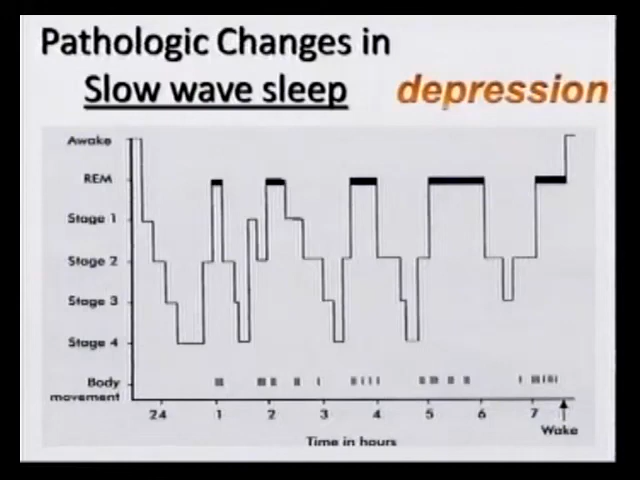 Pathologic Changes in
Slow wave sleep depression
Awake
REM
Stage 1
Stage 2
Stage 3
Stage 4
Body
movement
24 1 2 3 4 5 6 7
Wake
Time in hours